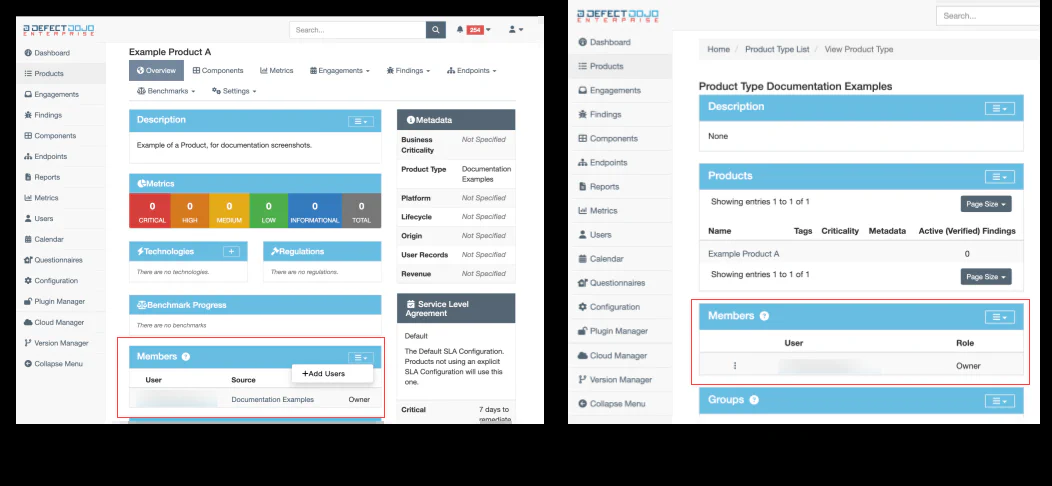 DEFECTDOJO
ENTERPRISE
Search...
254
Dashboard
Products
Engagements
Findings
Components
Endpoints
Reports
Metrics
Users
Calendar
Questionnaires
Configuration
Plugin Manager
Cloud Manager
Version Manager
Collapse Menu
Example Product A
Overview Components Metrics Engagements Findings Endpoints
Benchmarks Settings
Description
Example of a Product, for documentation screenshots.
Metrics
0 0 0 0 0 0
CRITICAL HIGH MEDIUM LOW INFORMATIONAL TOTAL
Technologies + Regulations
There are no technologies. There are no regulations.
Benchmark Progress
There are no benchmarks
Members ?
+Add Users
User Source
Documentation Examples Owner
Metadata
Business Criticality Not Specified
Product Type Documentation Examples
Platform Not Specified
Lifecycle Not Specified
Origin Not Specified
User Records Not Specified
Revenue Not Specified
Service Level
Agreement
Default
The Default SLA Configuration.
Products not using an explicit
SLA Configuration will use this
one.
Critical 7 days to
remediate
DEFECTDOJO
ENTERPRISE
Search...
Dashboard
Products
Engagements
Findings
Components
Endpoints
Reports
Metrics
Users
Calendar
Questionnaires
Configuration
Plugin Manager
Cloud Manager
Version Manager
Collapse Menu
Home / Product Type List / View Product Type
Product Type Documentation Examples
Description
None
Products
Showing entries 1 to 1 of 1
Page Size
Name Tags Criticality Metadata Active (Verified) Findings
Example Product A 0
Showing entries 1 to 1 of 1
Page Size
Members ?
User Role
Owner
Groups ?